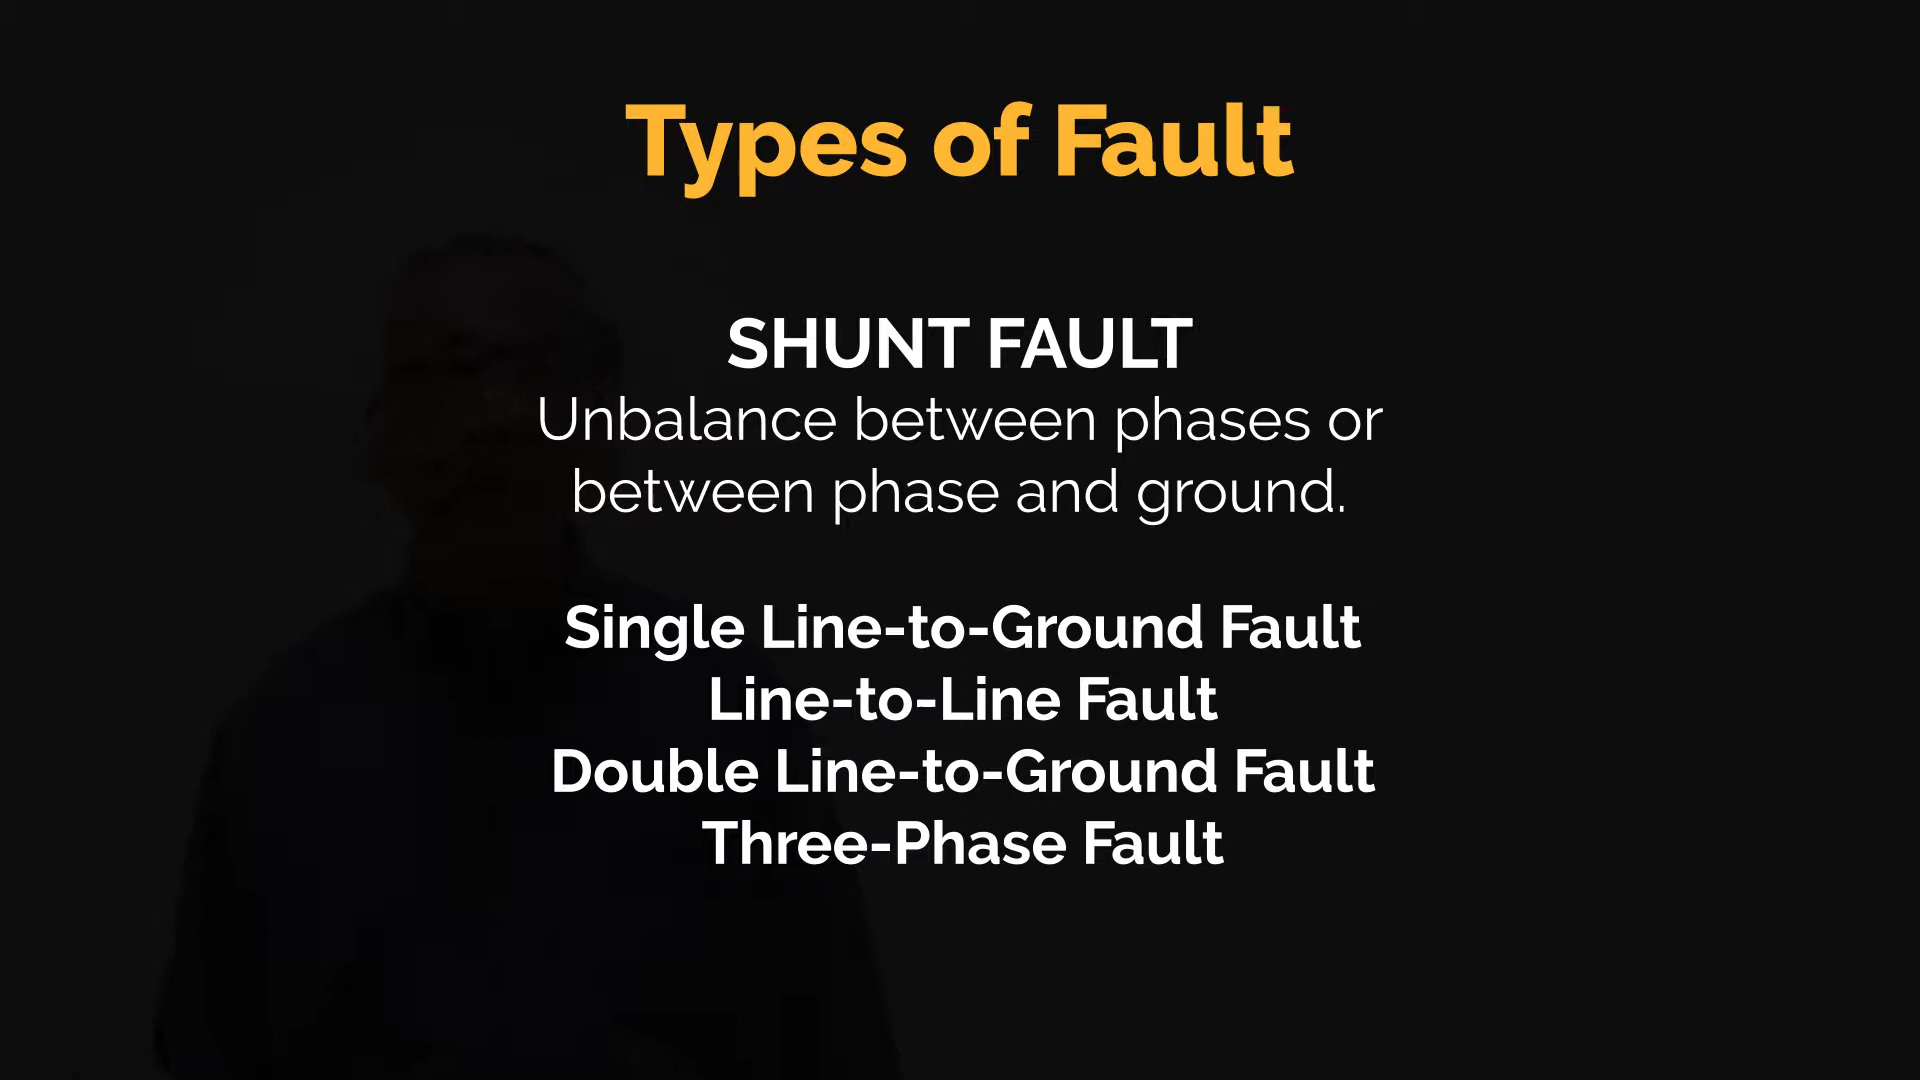 Types of Fault
SHUNT FAULT
Unbalance between phases or
between phase and ground.
Single Line-to-Ground Fault
Line-to-Line Fault
Double Line-to-Ground Fault
Three-Phase Fault